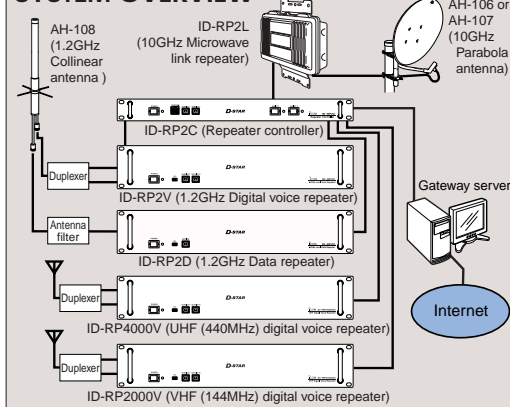 SYSTEM OVERVIEW
AH-108
(1.2GHz
Collinear
antenna )
ID-RP2L
(10GHz Microwave
link repeater)
AH-106 or
AH-107
(10GHz
Parabola
antenna)
D-STAR
ID-RP2C (Repeater controller)
Duplexer
D-STAR
ID-RP2V (1.2GHz Digital voice repeater)
Gateway server
Antenna
filter
D-STAR
ID-RP2D (1.2GHz Data repeater)
Duplexer
D-STAR
Internet
ID-RP4000V (UHF (440MHz) digital voice repeater)
Duplexer
D-STAR
ID-RP2000V (VHF (144MHz) digital voice repeater)